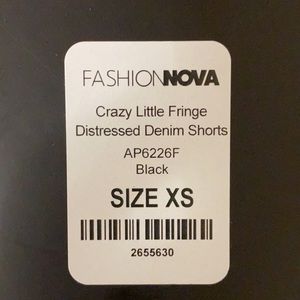 FASHIONNOVA
Crazy Little Fringe
Distressed Denim Shorts
AP6226F
Black
SIZE XS
2655630